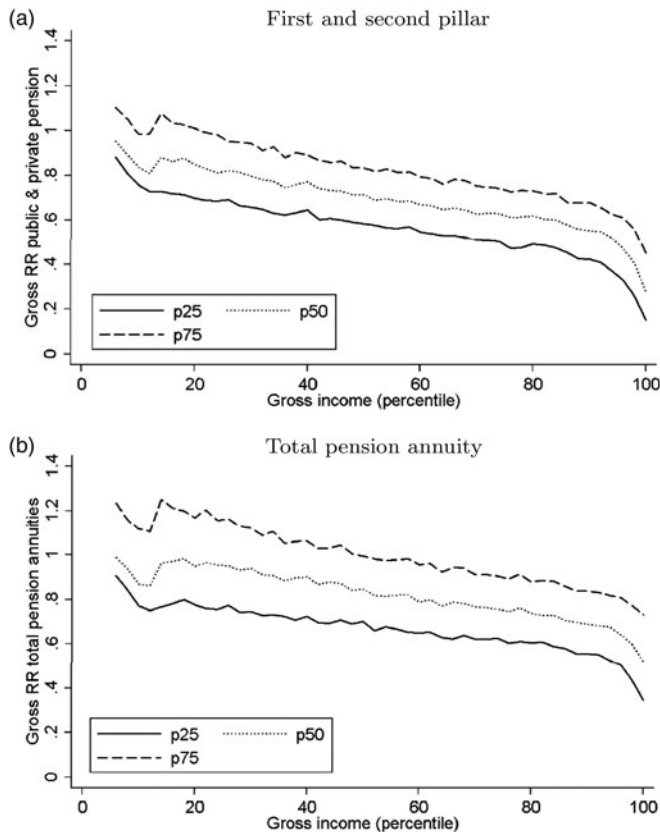 (a) First and second pillar
Gross RR public & private pension
1.4
1.2
1
.8
.6
.4
.2
0
p25 p50
p75
0 20 40 60 80 100
Gross income (percentile)
(b) Total pension annuity
Gross RR total pension annuities
1.4
1.2
1
.8
.6
.4
.2
0
p25 p50
p75
0 20 40 60 80 100
Gross income (percentile)